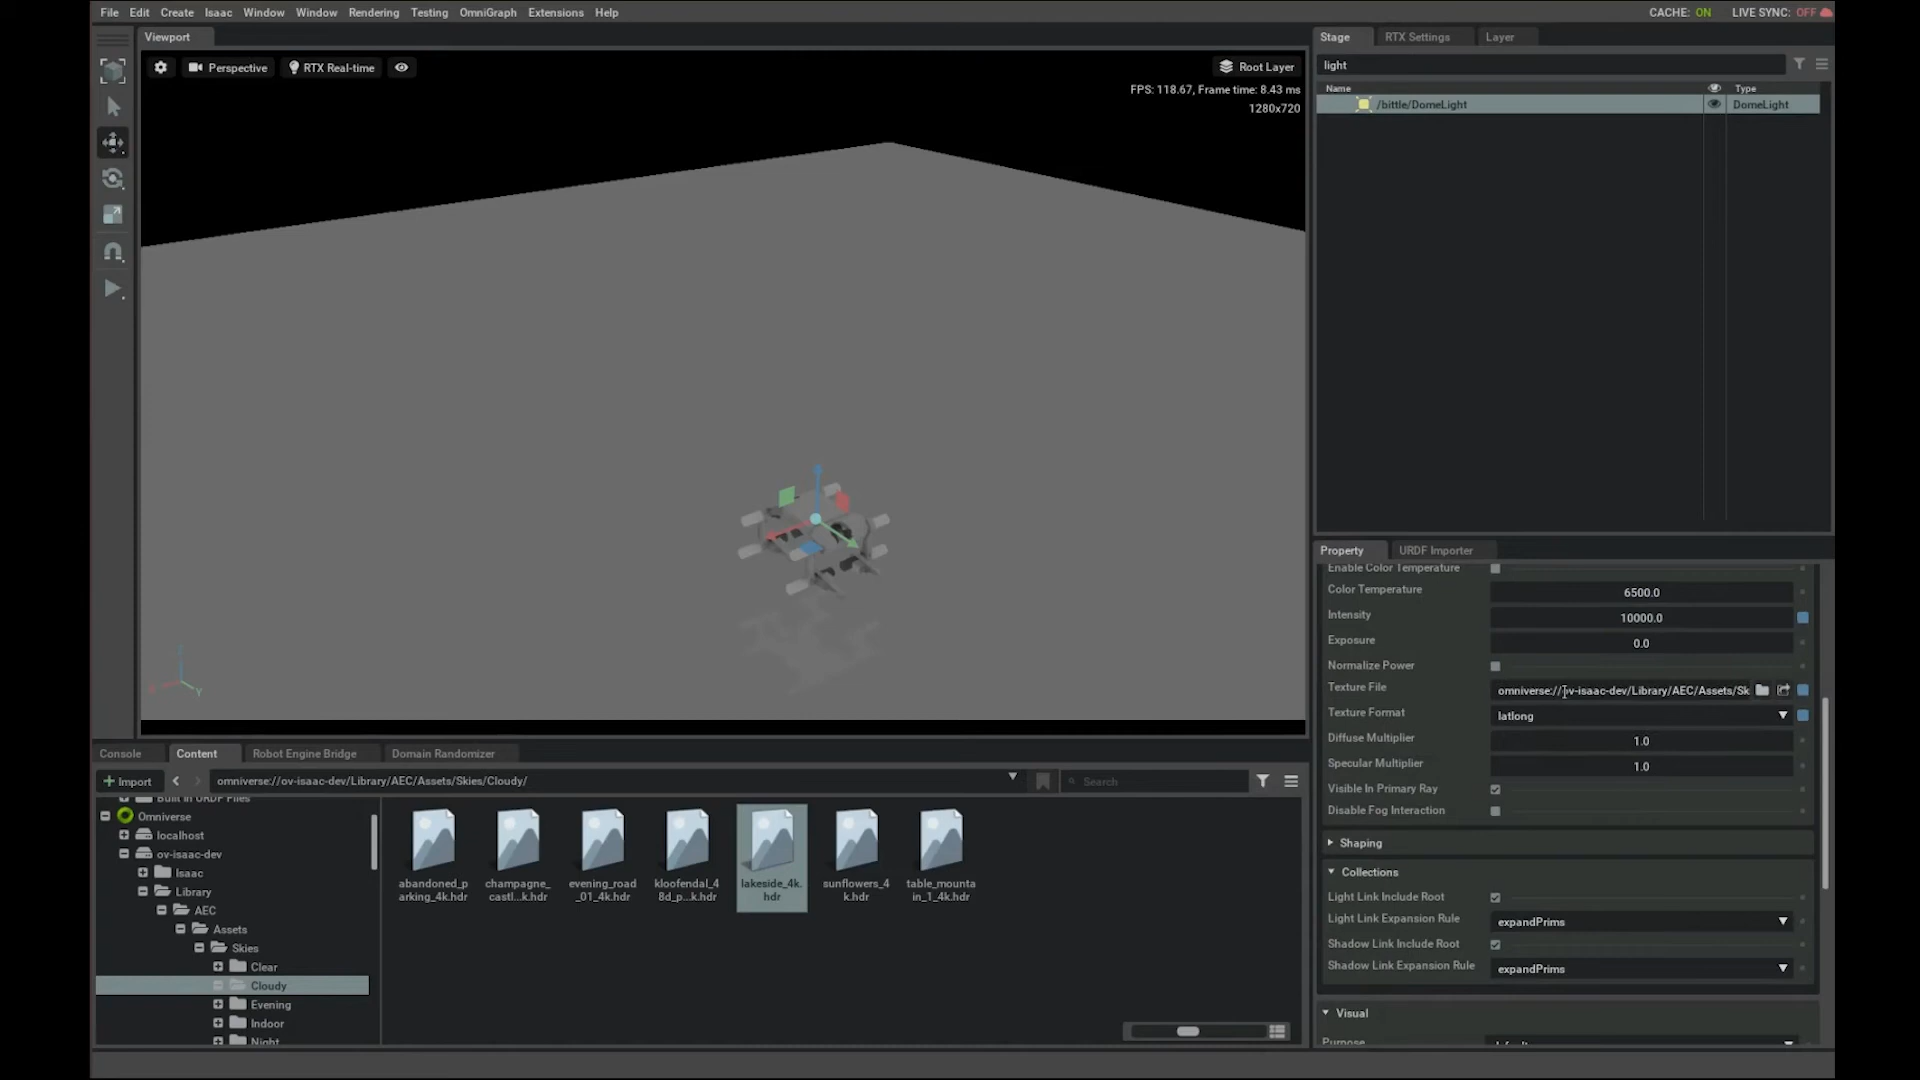 File Edit Create Isaac Window Window Rendering Testing OmniGraph Extensions Help
CACHE: ON LIVE SYNC: OFF
Viewport
Perspective
RTX Real-time
Root Layer
FPS: 118.67, Frame time: 8.43 ms
1280x720
Z
X
Y
Stage RTX Settings Layer
light
Name Type
/bittle/DomeLight DomeLight
Property URDF Importer
Enable Color Temperature
Color Temperature 6500.0
Intensity 10000.0
Exposure 0.0
Normalize Power
Texture File omniverse://ov-isaac-dev/Library/AEC/Assets/Sk
Texture Format latlong
Diffuse Multiplier 1.0
Specular Multiplier 1.0
Visible In Primary Ray
Disable Fog Interaction
Shaping
Collections
Light Link Include Root
Light Link Expansion Rule expandPrims
Shadow Link Include Root
Shadow Link Expansion Rule expandPrims
Visual
Purpose default
Console Content Robot Engine Bridge Domain Randomizer
Import omniverse://ov-isaac-dev/Library/AEC/Assets/Skies/Cloudy/ Search
Built in URDF Files
Omniverse
localhost
ov-isaac-dev
Isaac
Library
AEC
Assets
Skies
Clear
Cloudy
Evening
Indoor
Night
abandoned_p
arking_4k.hdr
champagne_
castl...k.hdr
evening_road
_01_4k.hdr
kloofendal_4
8d_p...k.hdr
lakeside_4k.
hdr
sunflowers_4
k.hdr
table_mounta
in_1_4k.hdr